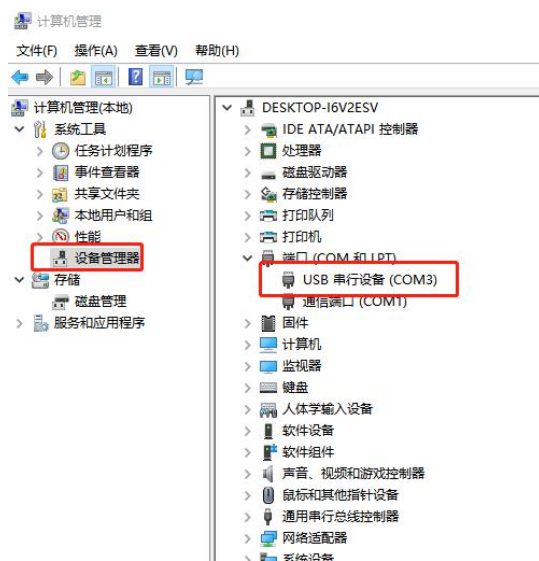 计算机管理
文件(F) 操作(A) 查看(V) 帮助(H)
计算机管理(本地)
系统工具
任务计划程序
事件查看器
共享文件夹
本地用户和组
性能
设备管理器
存储
磁盘管理
服务和应用程序
DESKTOP-I6V2ESV
IDE ATA/ATAPI 控制器
处理器
磁盘驱动器
存储控制器
打印队列
打印机
端口 (COM 和 LPT)
USB 串行设备 (COM3)
通信端口 (COM1)
固件
计算机
监视器
键盘
人体学输入设备
软件设备
软件组件
声音、视频和游戏控制器
鼠标和其他指针设备
通用串行总线控制器
网络适配器
系统设备